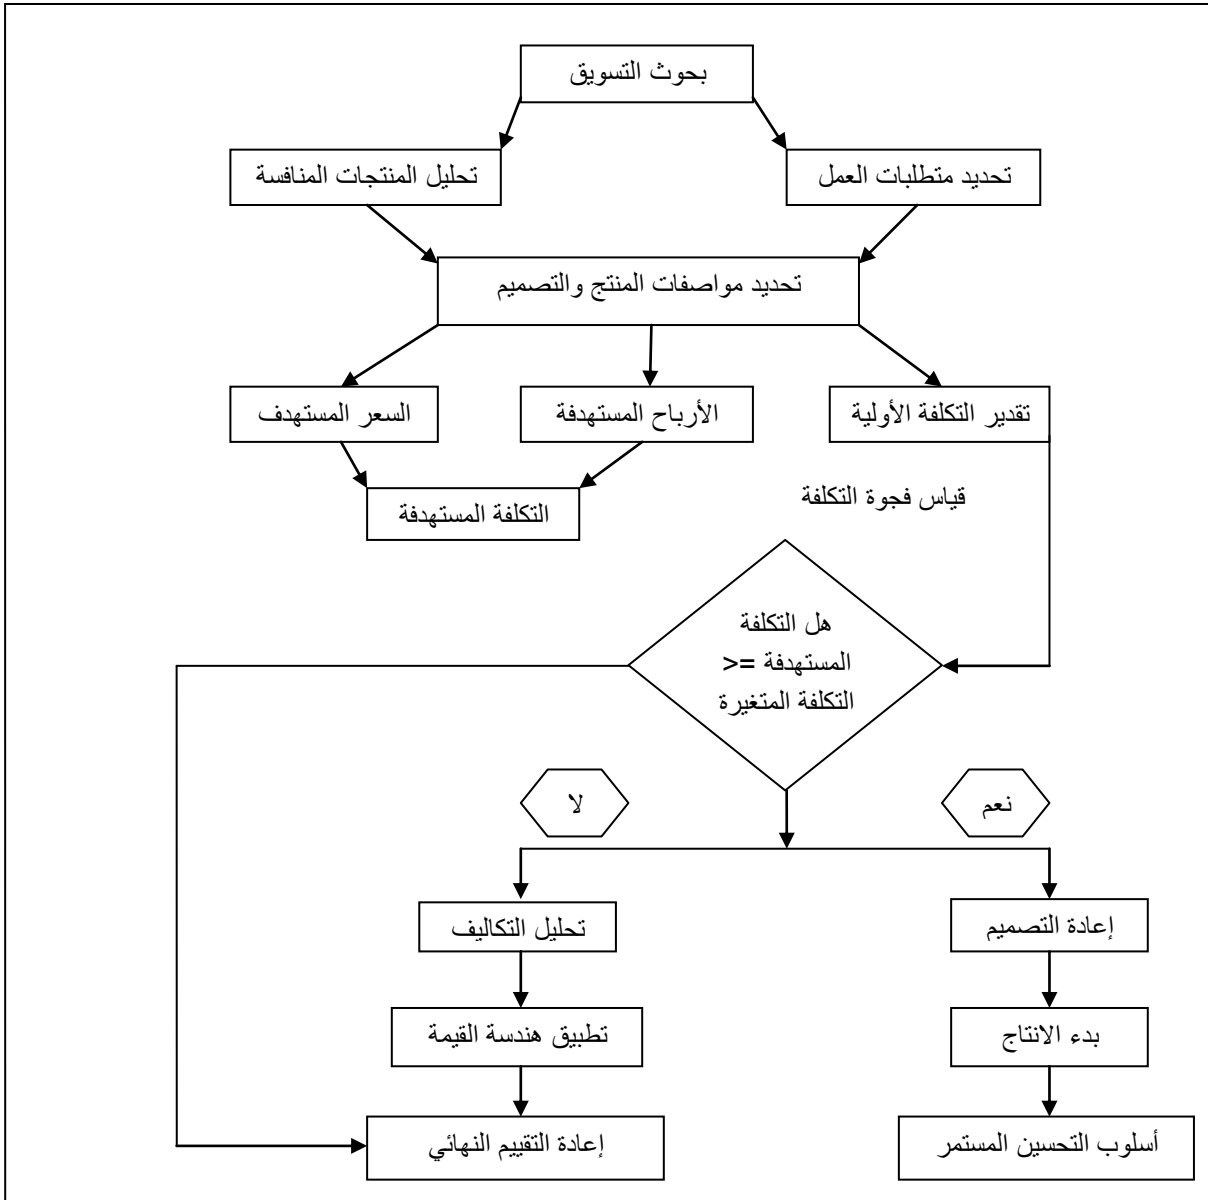 بحوث التسويق
تحديد متطلبات العمل
تحليل المنتجات المنافسة
تحديد مواصفات المنتج والتصميم
تقدير التكلفة الأولية
الأرباح المستهدفة
السعر المستهدف
التكلفة المستهدفة
قياس فجوة التكلفة
هل التكلفة
المستهدفة =<
التكلفة المتغيرة
نعم
لا
إعادة التصميم
تحليل التكاليف
بدء الانتاج
تطبيق هندسة القيمة
أسلوب التحسين المستمر
إعادة التقييم النهائي